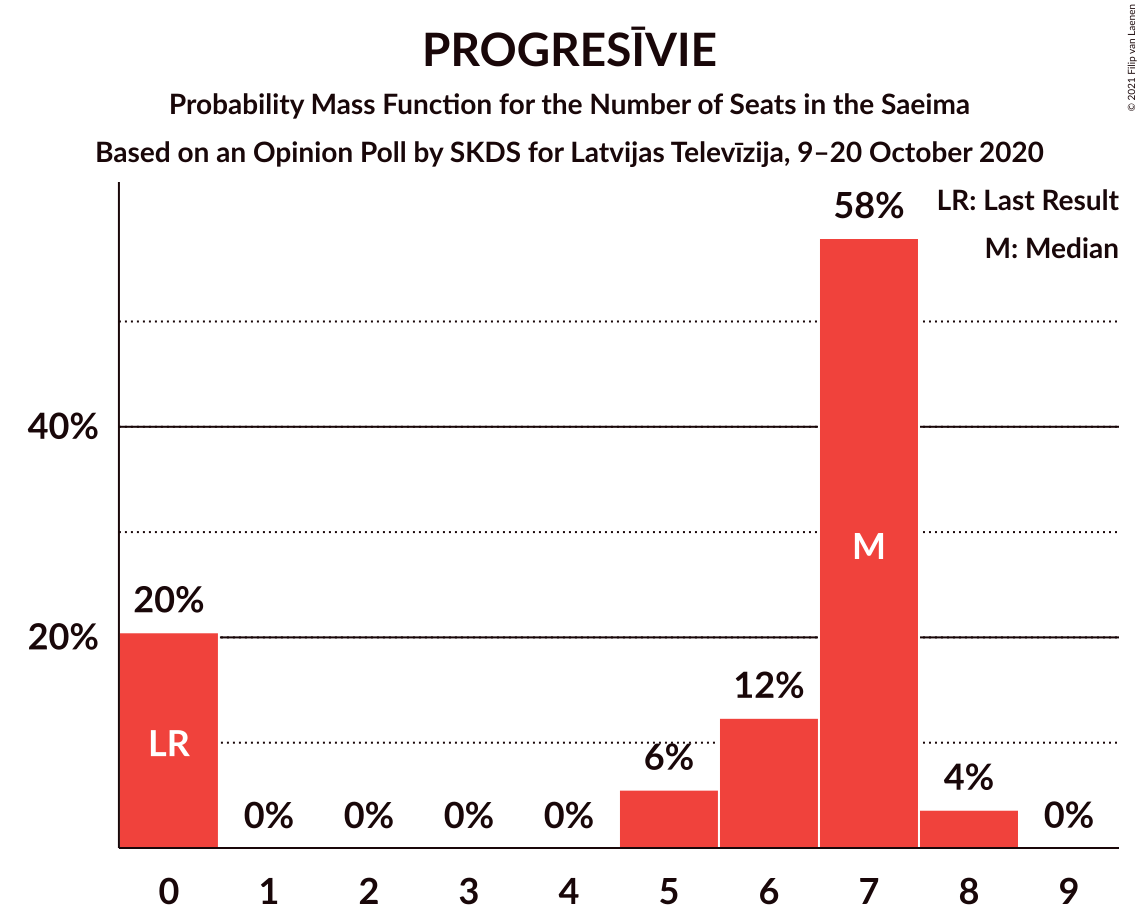 PROGRESĪVIE
Probability Mass Function for the Number of Seats in the Saeima
Based on an Opinion Poll by SKDS for Latvijas Televīzija, 9–20 October 2020
© 2021 Filip van Laenen
LR: Last Result
M: Median
58%
40%
M
20%
20%
12%
LR
6%
4%
0%
0%
0%
0%
0%
0 1 2 3 4 5 6 7 8 9